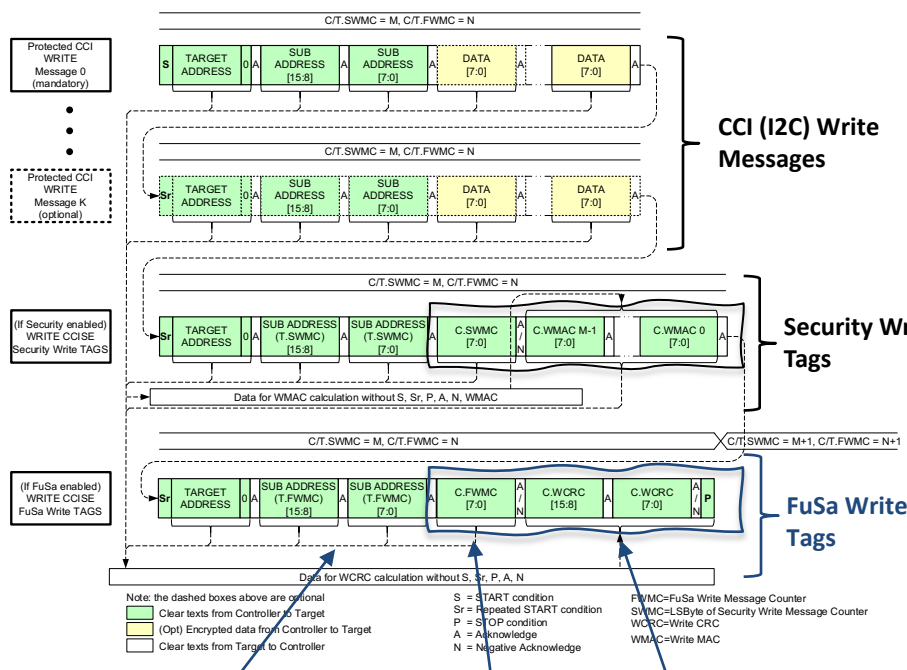 C/T.SWMC = M, C/T.FWMC = N
Protected CCI
WRITE
Message 0
(mandatory)
S TARGET ADDRESS 0 A SUB ADDRESS [15:8] A SUB ADDRESS [7:0] A DATA [7:0] A DATA [7:0] A
CCI (I2C) Write
Messages
C/T.SWMC = M, C/T.FWMC = N
Protected CCI
WRITE
Message K
(optional)
Sr TARGET ADDRESS 0 A SUB ADDRESS [15:8] A SUB ADDRESS [7:0] A DATA [7:0] A DATA [7:0] A
C/T.SWMC = M, C/T.FWMC = N
(If Security enabled)
WRITE CCISE
Security Write TAGS
Sr TARGET ADDRESS 0 A SUB ADDRESS (T.SWMC) [15:8] A SUB ADDRESS (T.SWMC) [7:0] A C.SWMC [7:0] A/N C.WMAC M-1 [7:0] A C.WMAC 0 [7:0] A
Security Wr
Tags
Data for WMAC calculation without S, Sr, P, A, N, WMAC
C/T.SWMC = M, C/T.FWMC = N
C/T.SWMC = M+1, C/T.FWMC = N+1
(If FuSa enabled)
WRITE CCISE
FuSa Write TAGS
Sr TARGET ADDRESS 0 A SUB ADDRESS (T.FWMC) [15:8] A SUB ADDRESS (T.FWMC) [7:0] A C.FWMC [7:0] A/N C.WCRC [15:8] A C.WCRC [7:0] A/N P
FuSa Write
Tags
Data for WCRC calculation without S, Sr, P, A, N
Note: the dashed boxes above are optional
Clear texts from Controller to Target
(Opt) Encrypted data from Controller to Target
Clear texts from Target to Controller
S = START condition
Sr = Repeated START condition
P = STOP condition
A = Acknowledge
N = Negative Acknowledge
FWMC=FuSa Write Message Counter
SWMC=LSByte of Security Write Message Counter
WCRC=Write CRC
WMAC=Write MAC